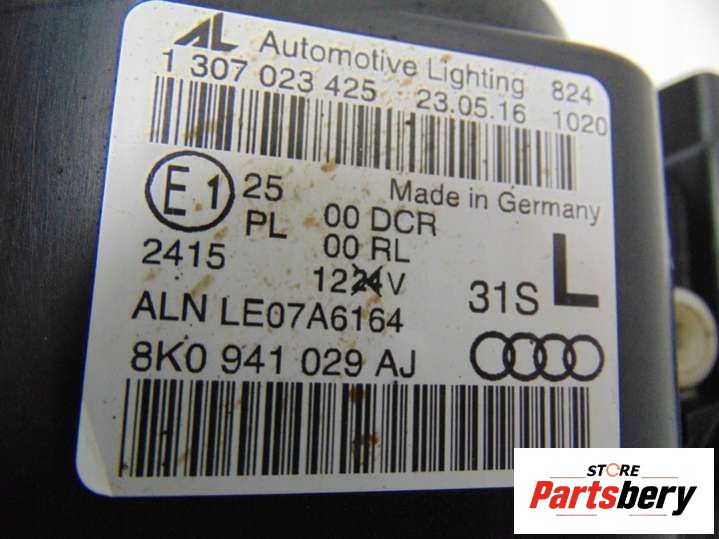 AL Automotive Lighting 824
1 307 023 425 23.05.16 1020
E1 25 Made in Germany
PL 00 DCR
2415 00 RL L
1224V 31S
ALN LE07A6164
8K0 941 029 AJ
STORE
Partsbery